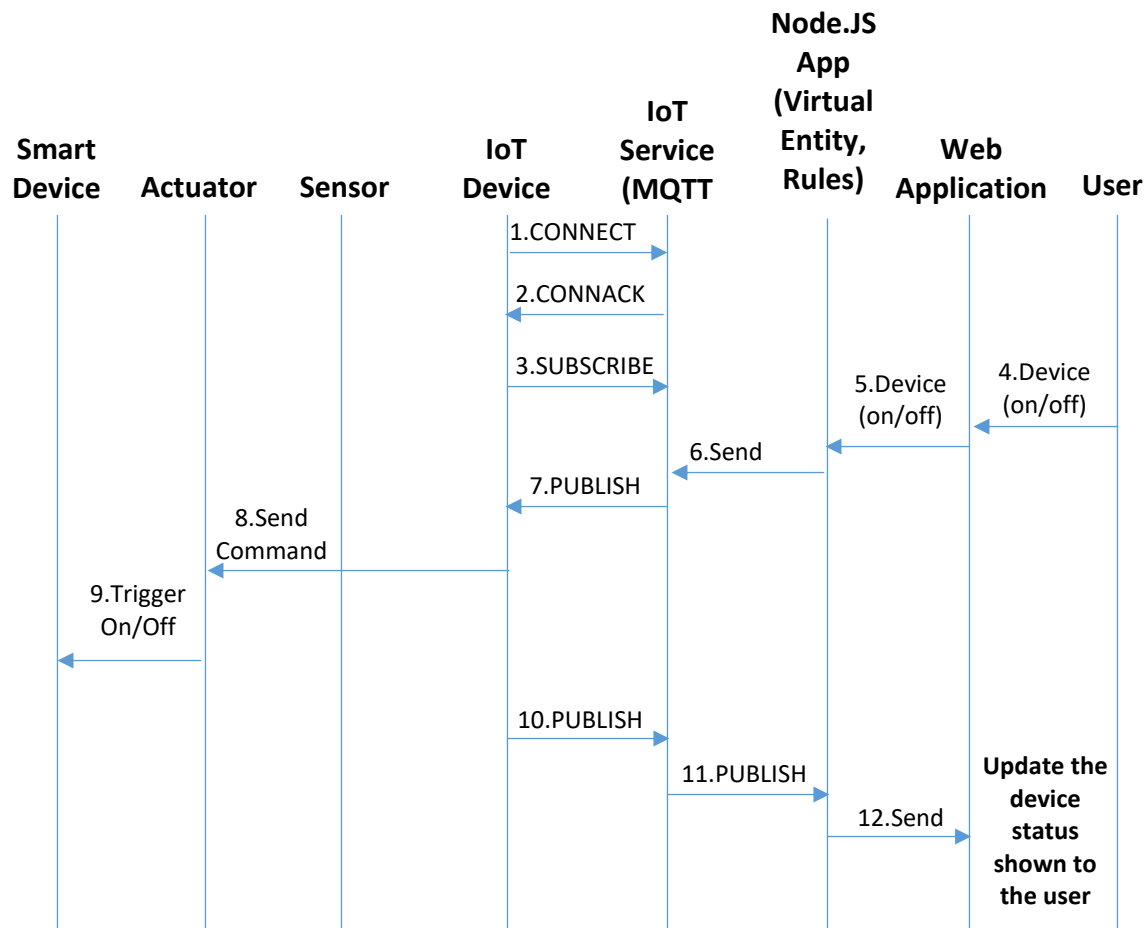 Smart
Device
Actuator
Sensor
IoT
Device
IoT
Service
(MQTT
Node.JS
App
(Virtual
Entity,
Rules)
Web
Application
User
1.CONNECT
2.CONNACK
3.SUBSCRIBE
4.Device
(on/off)
5.Device
(on/off)
6.Send
7.PUBLISH
8.Send
Command
9.Trigger
On/Off
10.PUBLISH
11.PUBLISH
12.Send
Update the
device
status
shown to
the user